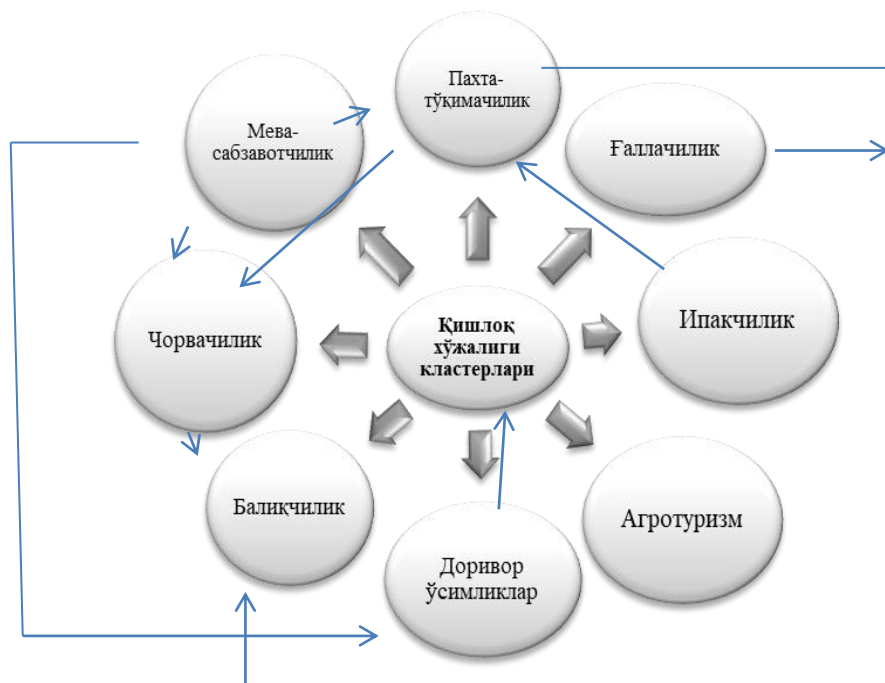 Пахта-
тўқимачилик
Мева-
сабзавотчилик
Ғаллачилик
Қишлоқ
хўжалиги
кластерлари
Ипакчилик
Чорвачилик
Балиқчилик
Агротуризм
Доривор
ўсимликлар